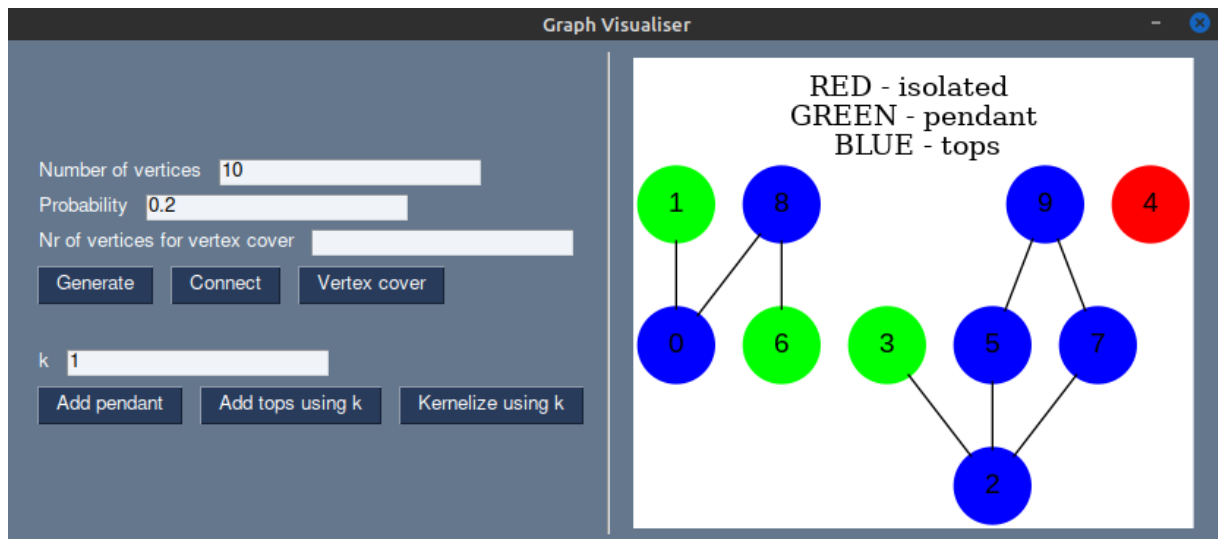 Graph Visualiser
Number of vertices 10
Probability 0.2
Nr of vertices for vertex cover
Generate Connect Vertex cover
k 1
Add pendant Add tops using k Kernelize using k
RED - isolated
GREEN - pendant
BLUE - tops
1 8 9 4
0 6 3 5 7
2